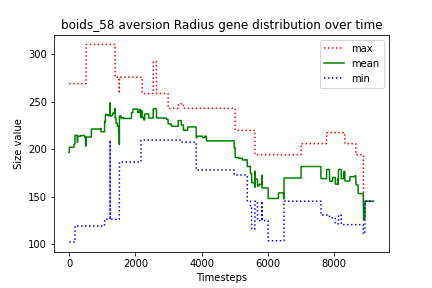 boids_58 aversion Radius gene distribution over time
max
mean
min
Size value
300
250
200
150
100
0
2000
4000
6000
8000
Timesteps